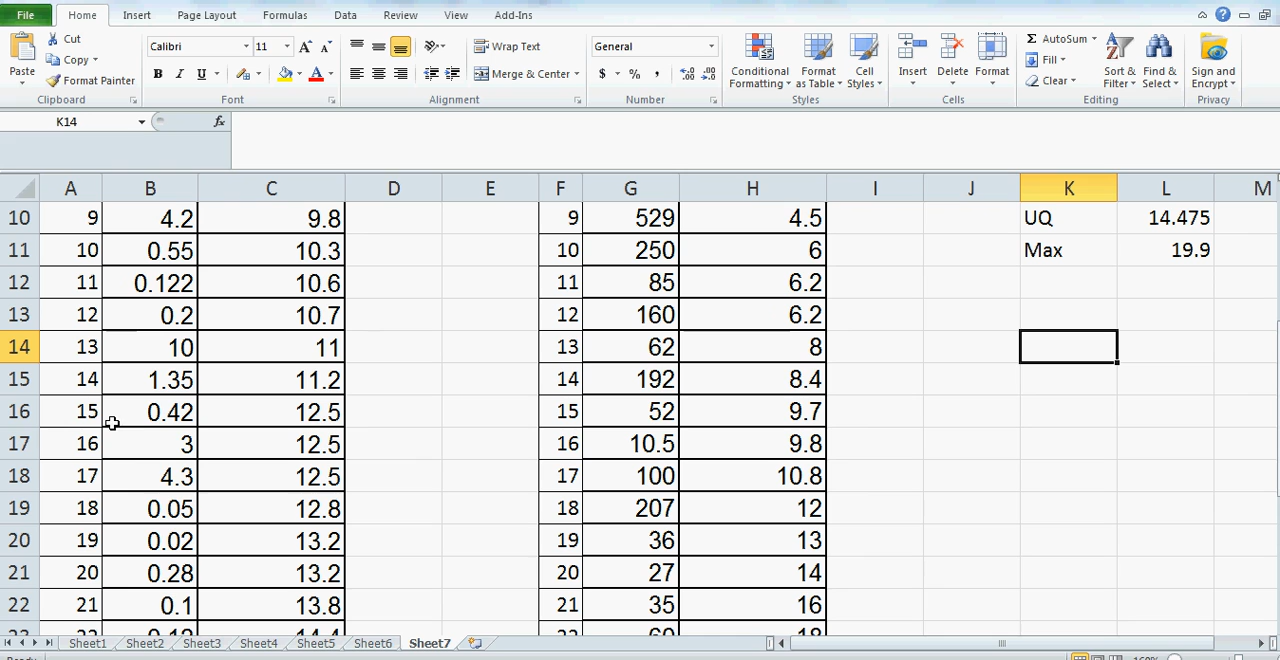 File Home Insert Page Layout Formulas Data Review View Add-Ins
Paste
Cut
Copy
Format Painter
Clipboard
Calibri 11 A A
B I U A
Font
Wrap Text
Merge & Center
Alignment
General
$ % , .0 .00 .00 .0
Number
Conditional Formatting
Format as Table
Cell Styles
Styles
Insert
Delete
Format
Cells
Σ AutoSum
Fill
Clear
Sort & Filter
Find & Select
Editing
Sign and Encrypt
Privacy
K14 fx
A B C D E F G H I J K L M
10 9 4.2 9.8 9 529 4.5 UQ 14.475
11 10 0.55 10.3 10 250 6 Max 19.9
12 11 0.122 10.6 11 85 6.2
13 12 0.2 10.7 12 160 6.2
14 13 10 11 13 62 8
15 14 1.35 11.2 14 192 8.4
16 15 0.42 12.5 15 52 9.7
17 16 3 12.5 16 10.5 9.8
18 17 4.3 12.5 17 100 10.8
19 18 0.05 12.8 18 207 12
20 19 0.02 13.2 19 36 13
21 20 0.28 13.2 20 27 14
22 21 0.1 13.8 21 35 16
Sheet1 Sheet2 Sheet3 Sheet4 Sheet5 Sheet6 Sheet7